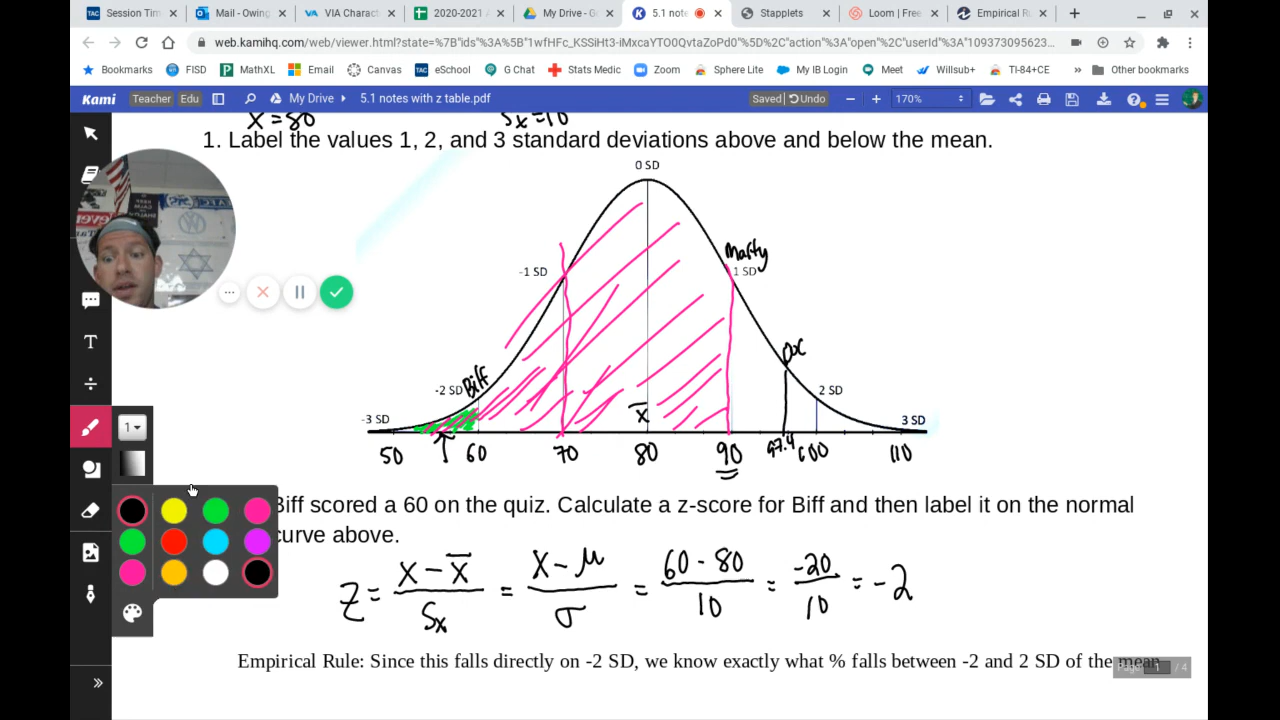 Session Tim
Mail - Owing
VIA Charact
2020-2021 A
My Drive - Go
5.1 note
Stapplets
Loom | Free
Empirical Ru
web.kamihq.com/web/viewer.html?state=%7B"ids"%3A%5B"1wfHFc_KSSiHt3-iMxcaYTO0QvtaZoPd0"%5D%2C"action"%3A"open"%2C"userId"%3A"109373095623...
Bookmarks
FISD
MathXL
Email
Canvas
eSchool
G Chat
Stats Medic
Zoom
Sphere Lite
My IB Login
Meet
Willsub+
TI-84+CE
»
Other bookmarks
Kami
Teacher
Edu
My Drive
5.1 notes with z table.pdf
Saved
Undo
170%
x̄=80
Sx=10
1. Label the values 1, 2, and 3 standard deviations above and below the mean.
0 SD
-1 SD
Marty
1 SD
Doc
-2 SD
Biff
2 SD
-3 SD
x̄
3 SD
50 60 70 80 90 97.4 100 110
Biff scored a 60 on the quiz. Calculate a z-score for Biff and then label it on the normal
curve above.
Z = (x - x̄)/Sx = (x - μ)/σ = (60 - 80)/10 = -20/10 = -2
Empirical Rule: Since this falls directly on -2 SD, we know exactly what % falls between -2 and 2 SD of the mean
Page 1 / 4